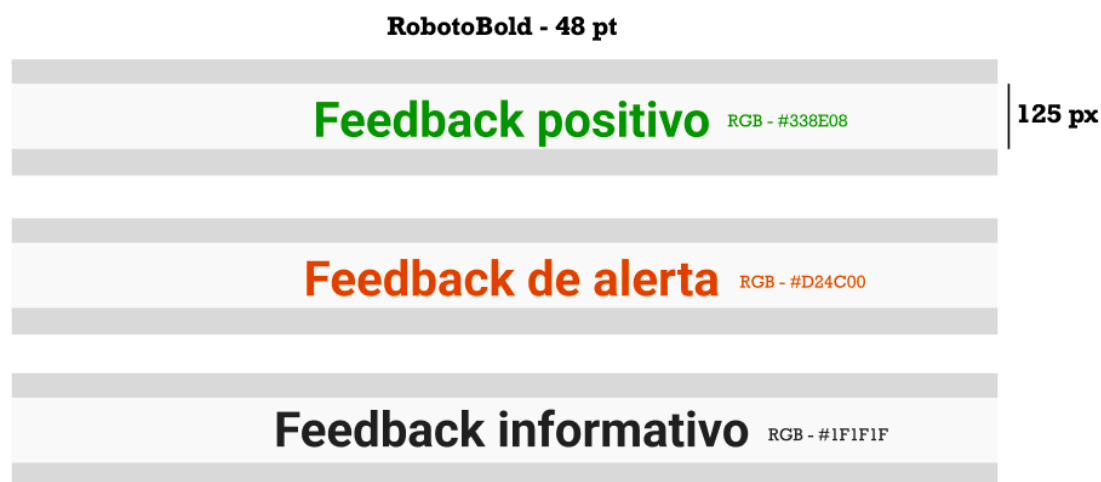 RobotoBold - 48 pt
Feedback positivo RGB - #338E08
125 px
Feedback de alerta RGB - #D24C00
Feedback informativo RGB - #1F1F1F